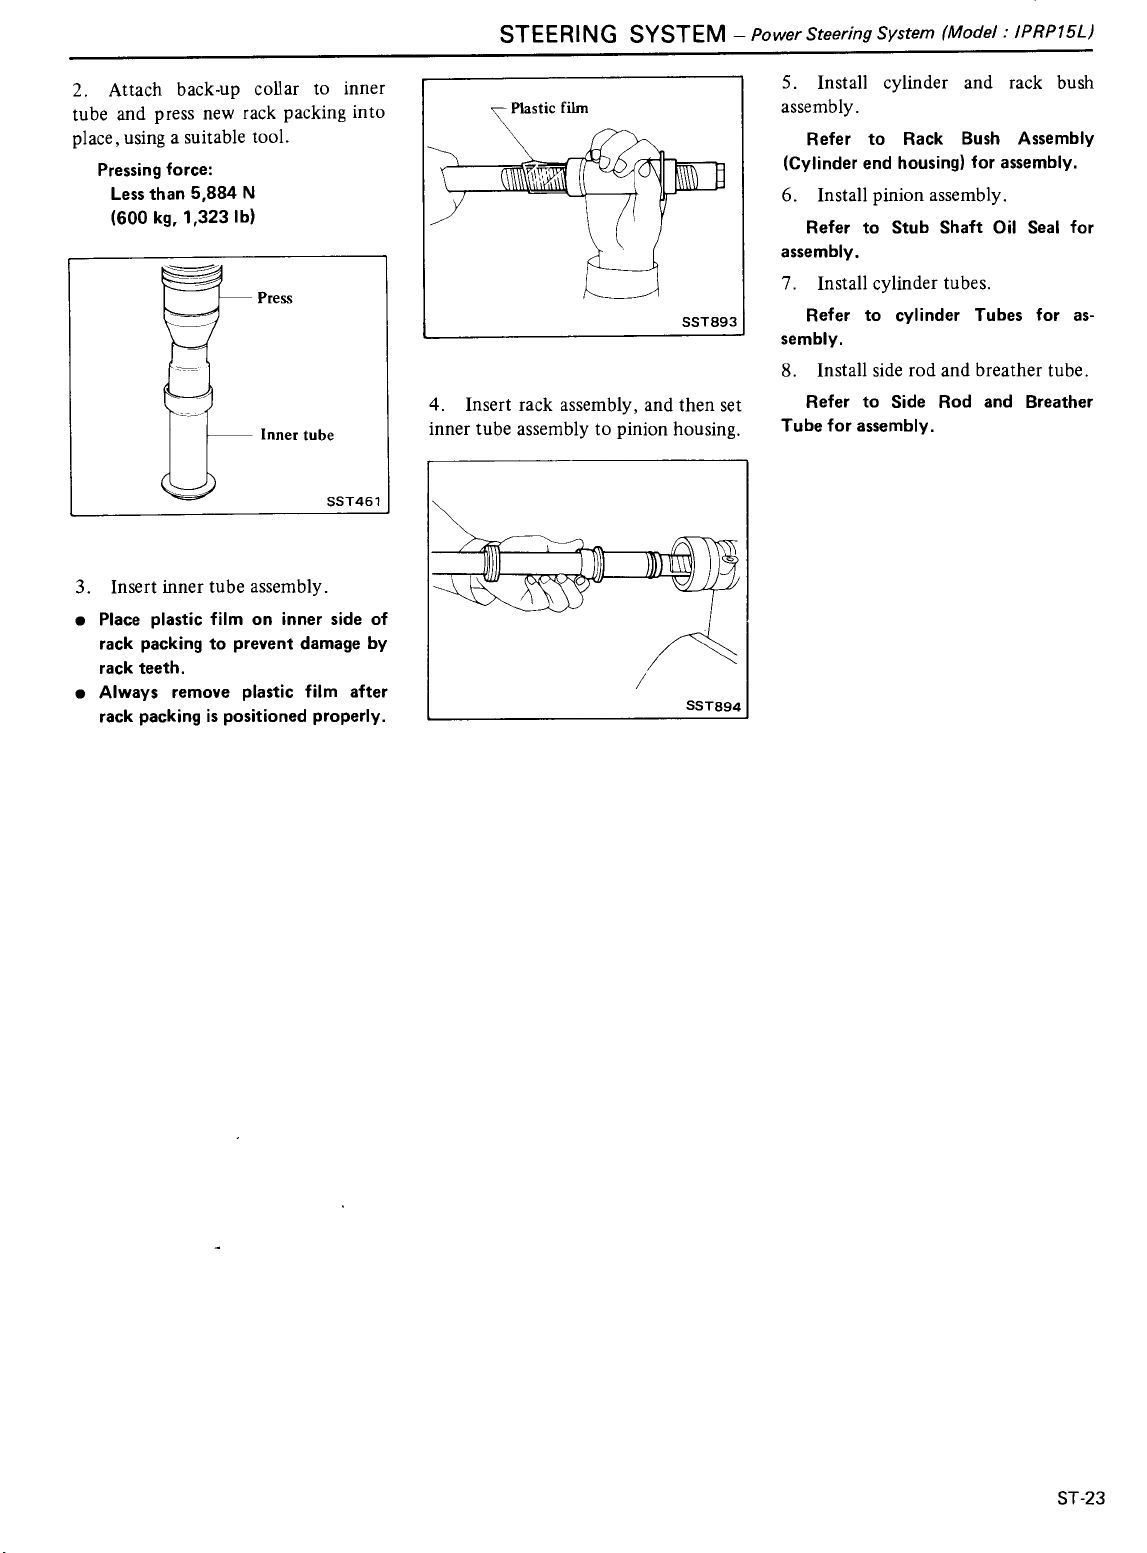 STEERING SYSTEM – Power Steering System (Model : IPRP15L)
2. Attach back-up collar to inner
tube and press new rack packing into
place, using a suitable tool.
Pressing force:
Less than 5,884 N
(600 kg, 1,323 lb)
Press
Inner tube
SST461
3. Insert inner tube assembly.
● Place plastic film on inner side of
rack packing to prevent damage by
rack teeth.
● Always remove plastic film after
rack packing is positioned properly.
Plastic film
SST893
4. Insert rack assembly, and then set
inner tube assembly to pinion housing.
SST894
5. Install cylinder and rack bush
assembly.
Refer to Rack Bush Assembly
(Cylinder end housing) for assembly.
6. Install pinion assembly.
Refer to Stub Shaft Oil Seal for
assembly.
7. Install cylinder tubes.
Refer to cylinder Tubes for as-
sembly.
8. Install side rod and breather tube.
Refer to Side Rod and Breather
Tube for assembly.
ST-23